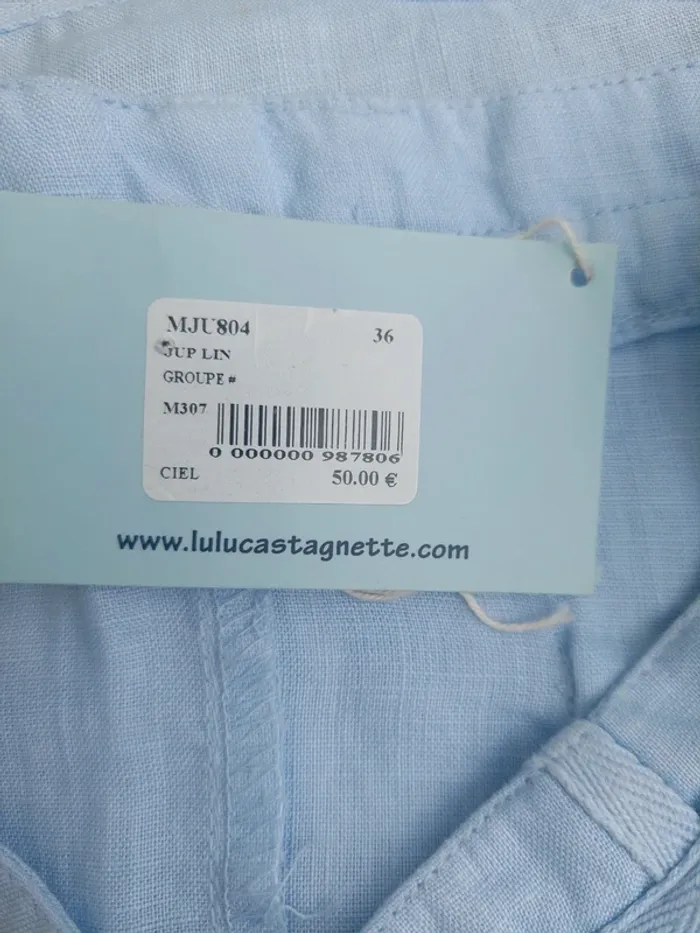 MJU804 36
JUP LIN
GROUPE #
M307
0 000000 987806
CIEL 50.00 €
www.lulucastagnette.com